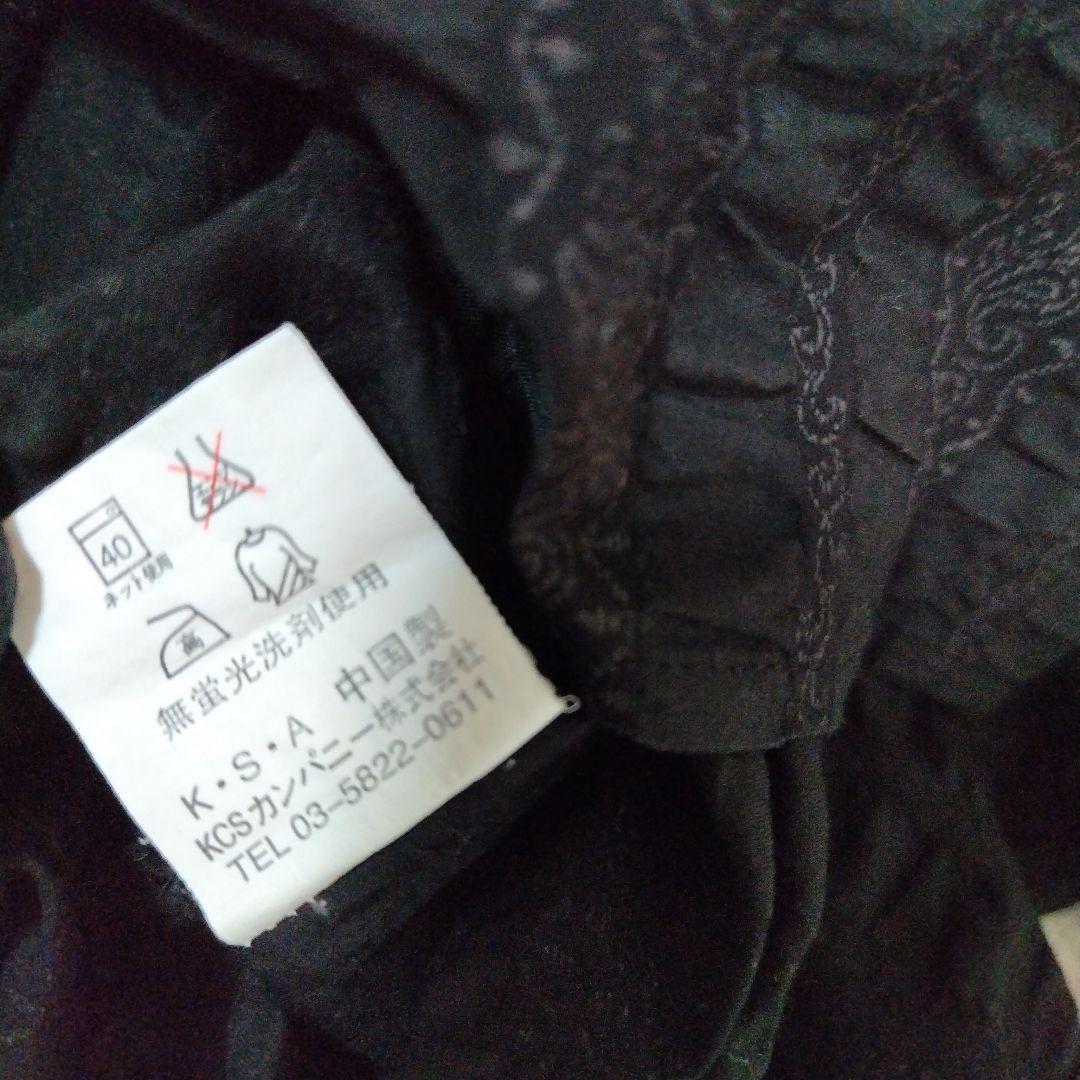 40
ネット使用
高
無蛍光洗剤使用
中国製
K・S・A
KCSカンパニー株式会社
TEL 03-5822-0611